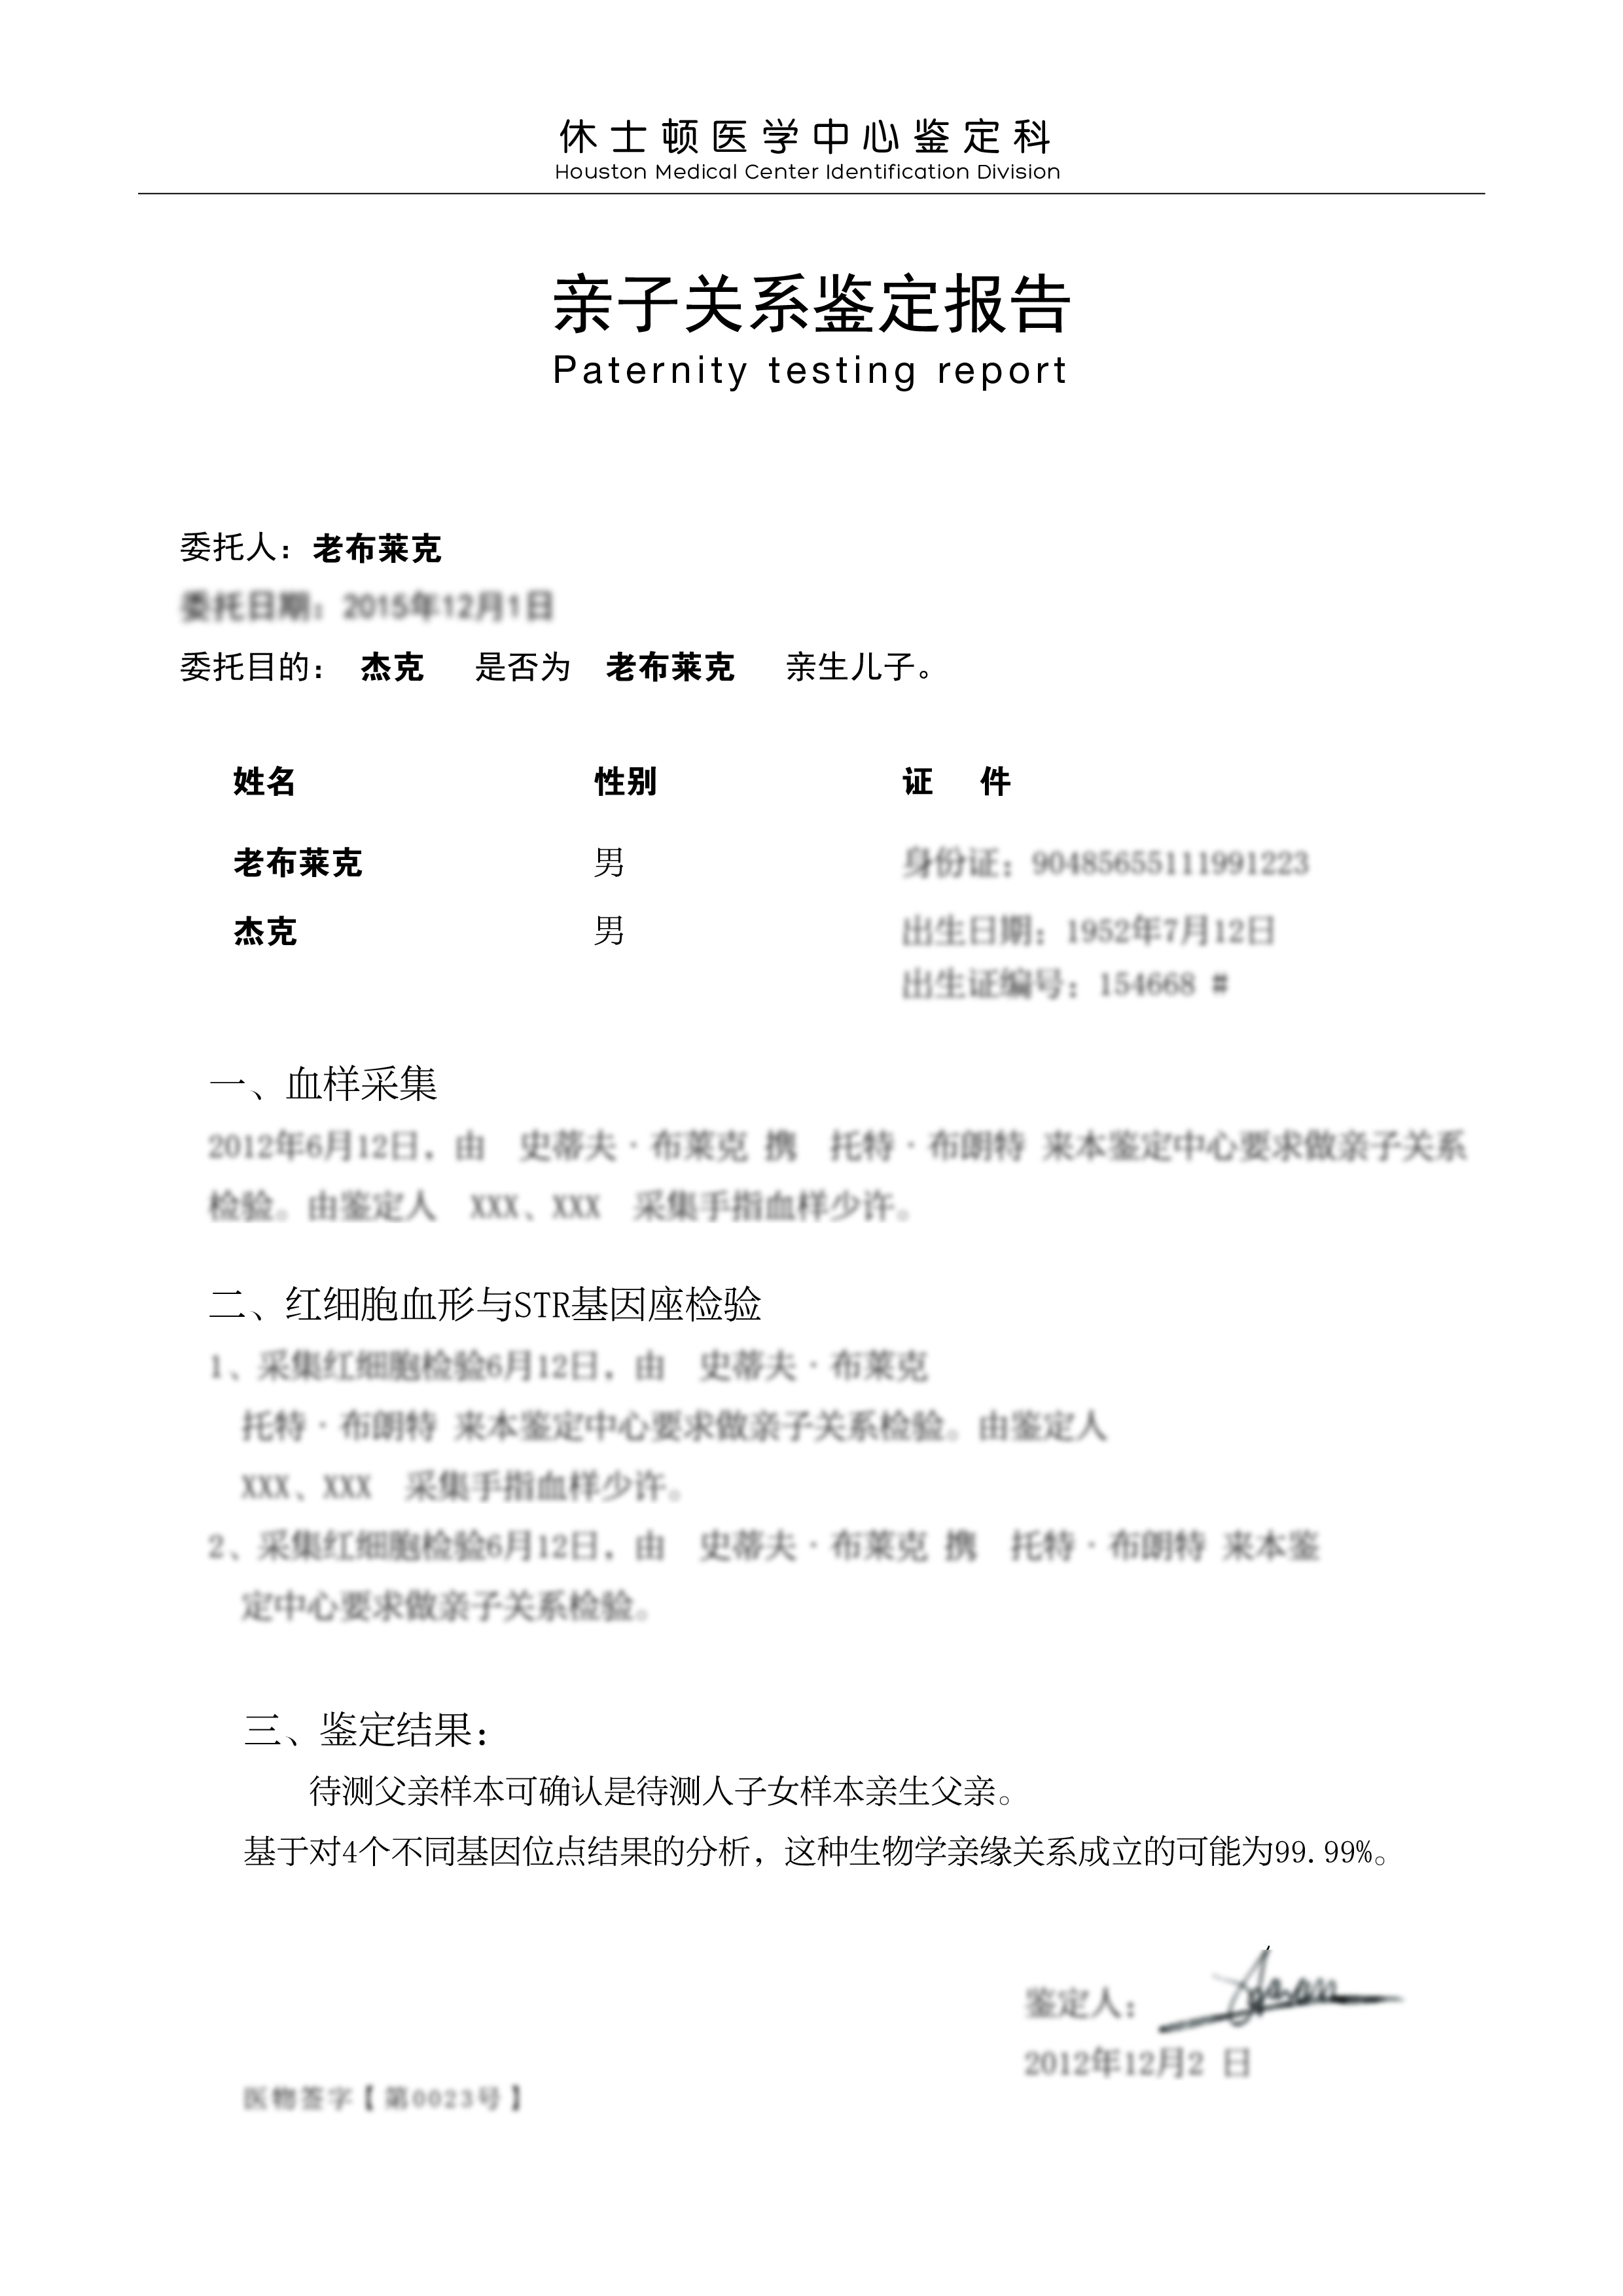 休士顿医学中心鉴定科
Houston Medical Center Identification Division
亲子关系鉴定报告
Paternity testing report
委托人：老布莱克
委托日期：2015年12月1日
委托目的： 杰克 是否为 老布莱克 亲生儿子。
姓名 性别 证 件
老布莱克 男 身份证：90485655111991223
杰克 男 出生日期：1952年7月12日
出生证编号：154668 #
一、血样采集
2012年6月12日，由 史蒂夫·布莱克 携 托特·布朗特 来本鉴定中心要求做亲子关系
检验。由鉴定人 XXX、XXX 采集手指血样少许。
二、红细胞血形与STR基因座检验
1、采集红细胞检验6月12日，由 史蒂夫·布莱克
托特·布朗特 来本鉴定中心要求做亲子关系检验。由鉴定人
XXX、XXX 采集手指血样少许。
2、采集红细胞检验6月12日，由 史蒂夫·布莱克 携 托特·布朗特 来本鉴
定中心要求做亲子关系检验。
三、鉴定结果：
待测父亲样本可确认是待测人子女样本亲生父亲。
基于对4个不同基因位点结果的分析，这种生物学亲缘关系成立的可能为99.99%。
鉴定人：
2012年12月2 日
医物签字【第0023号】